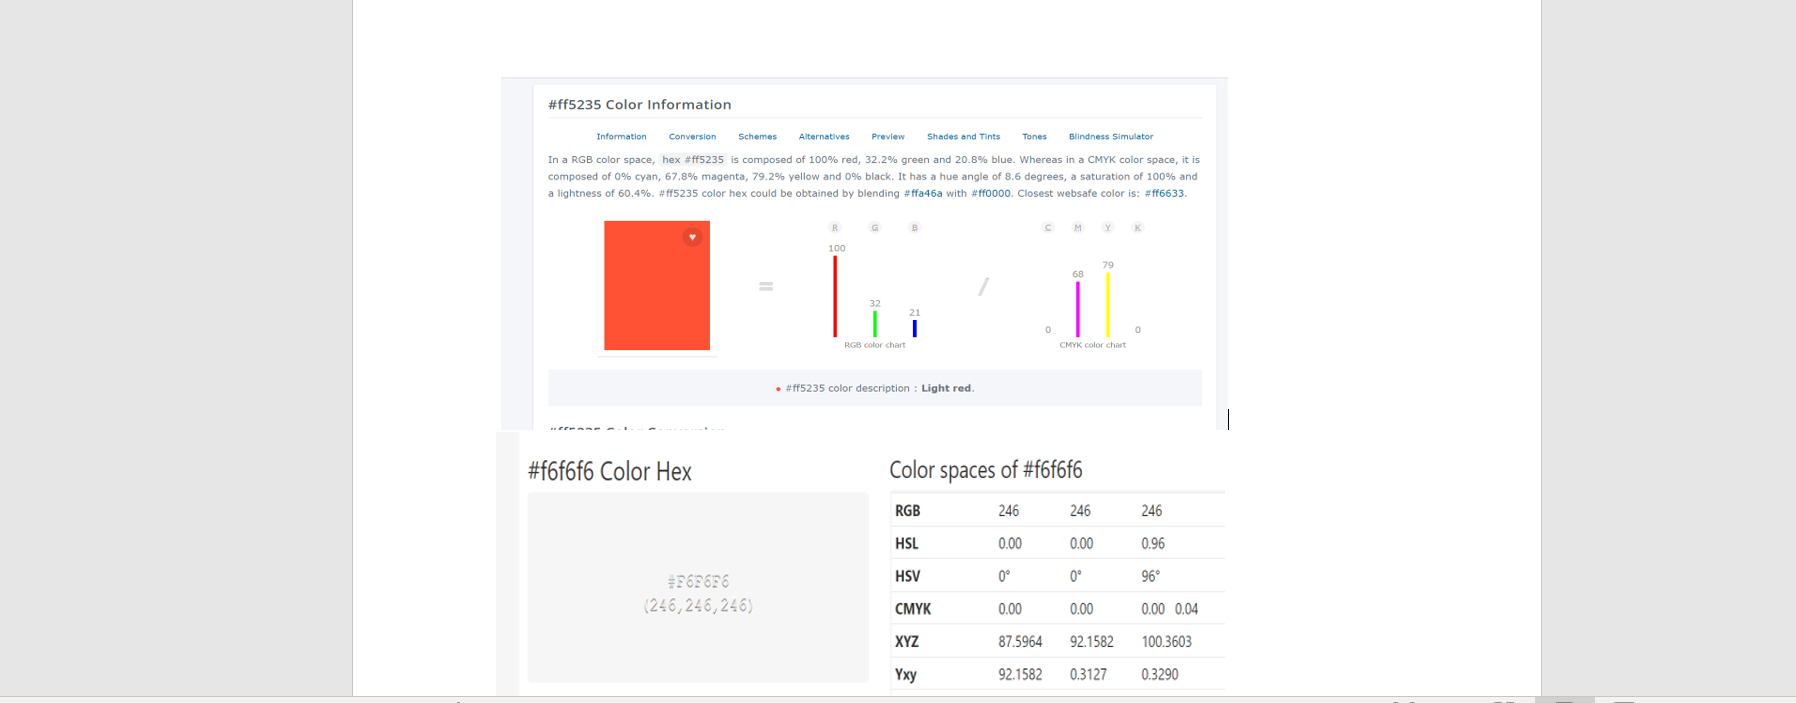 #ff5235 Color Information
Information Conversion Schemes Alternatives Preview Shades and Tints Tones Blindness Simulator
In a RGB color space, hex #ff5235 is composed of 100% red, 32.2% green and 20.8% blue. Whereas in a CMYK color space, it is
composed of 0% cyan, 67.8% magenta, 79.2% yellow and 0% black. It has a hue angle of 8.6 degrees, a saturation of 100% and
a lightness of 60.4%. #ff5235 color hex could be obtained by blending #ffa46a with #ff0000. Closest websafe color is: #ff6633.
R G B
100
32
21
RGB color chart
C M Y K
0
68
79
0
CMYK color chart
#ff5235 color description : Light red.
#ff5235 Color Conversion
#f6f6f6 Color Hex
#F6F6F6
(246,246,246)
Color spaces of #f6f6f6
RGB 246 246 246
HSL 0.00 0.00 0.96
HSV 0° 0° 96°
CMYK 0.00 0.00 0.00 0.04
XYZ 87.5964 92.1582 100.3603
Yxy 92.1582 0.3127 0.3290